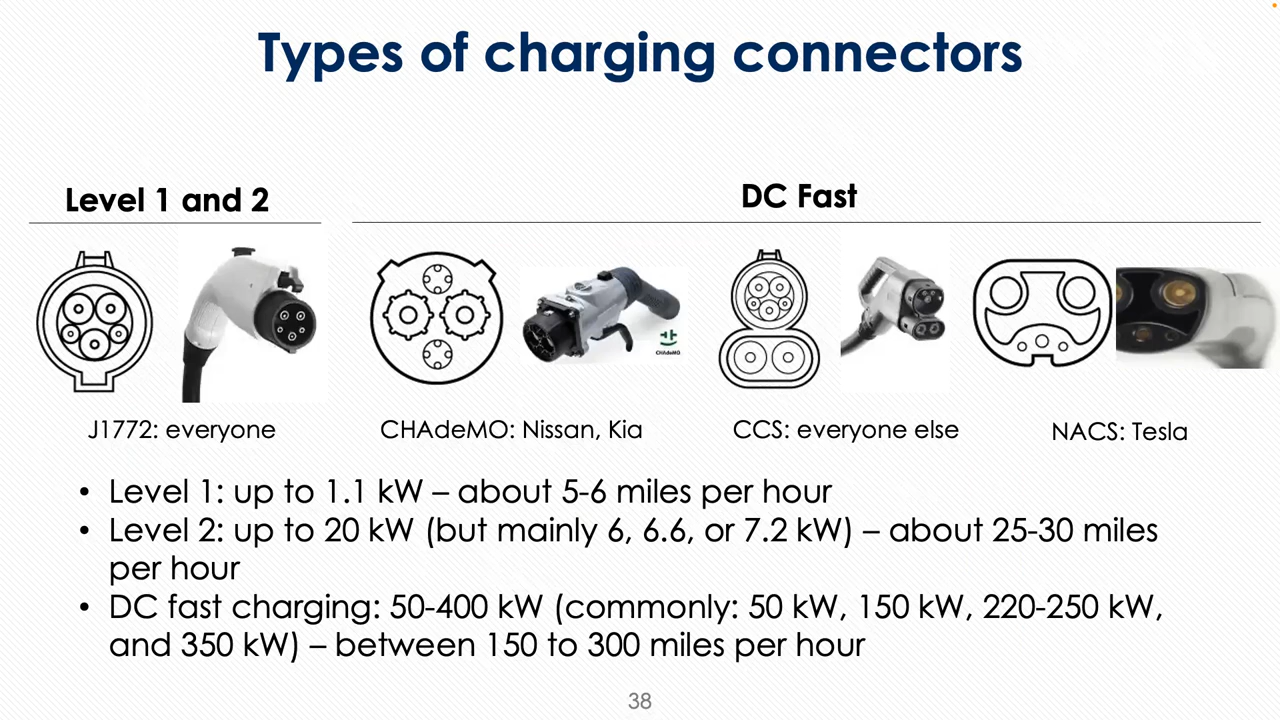 Types of charging connectors
Level 1 and 2
DC Fast
CHAdeMO
J1772: everyone
CHAdeMO: Nissan, Kia
CCS: everyone else
NACS: Tesla
• Level 1: up to 1.1 kW – about 5-6 miles per hour
• Level 2: up to 20 kW (but mainly 6, 6.6, or 7.2 kW) – about 25-30 miles
per hour
• DC fast charging: 50-400 kW (commonly: 50 kW, 150 kW, 220-250 kW,
and 350 kW) – between 150 to 300 miles per hour
38